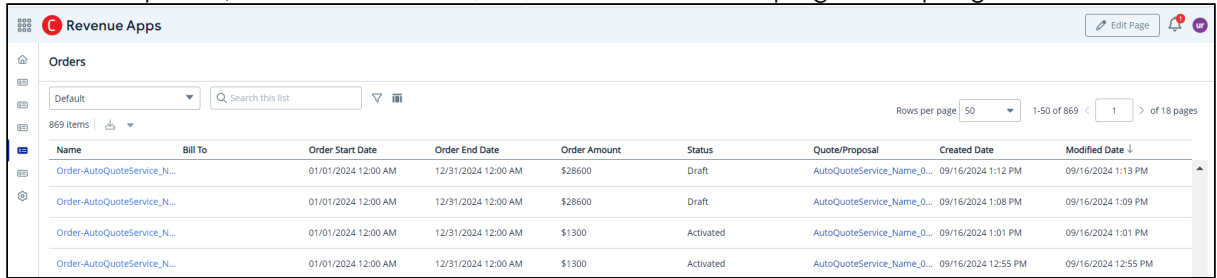 Revenue Apps
Edit Page
ur
Orders
Default
Search this list
Rows per page 50 1-50 of 869 < 1 > of 18 pages
869 items
Name Bill To Order Start Date Order End Date Order Amount Status Quote/Proposal Created Date Modified Date ↓
Order-AutoQuoteService_N... 01/01/2024 12:00 AM 12/31/2024 12:00 AM $28600 Draft AutoQuoteService_Name_0... 09/16/2024 1:12 PM 09/16/2024 1:13 PM
Order-AutoQuoteService_N... 01/01/2024 12:00 AM 12/31/2024 12:00 AM $28600 Draft AutoQuoteService_Name_0... 09/16/2024 1:08 PM 09/16/2024 1:09 PM
Order-AutoQuoteService_N... 01/01/2024 12:00 AM 12/31/2024 12:00 AM $1300 Activated AutoQuoteService_Name_0... 09/16/2024 1:01 PM 09/16/2024 1:01 PM
Order-AutoQuoteService_N... 01/01/2024 12:00 AM 12/31/2024 12:00 AM $1300 Activated AutoQuoteService_Name_0... 09/16/2024 12:55 PM 09/16/2024 12:55 PM